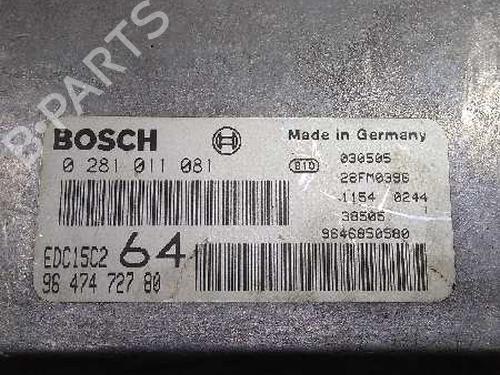 B-PARTS
BOSCH
Made in Germany
0 281 011 081
810
030505
28FM0396
1154 0244
38505
9646850580
EDC15C2 64
96 474 727 80